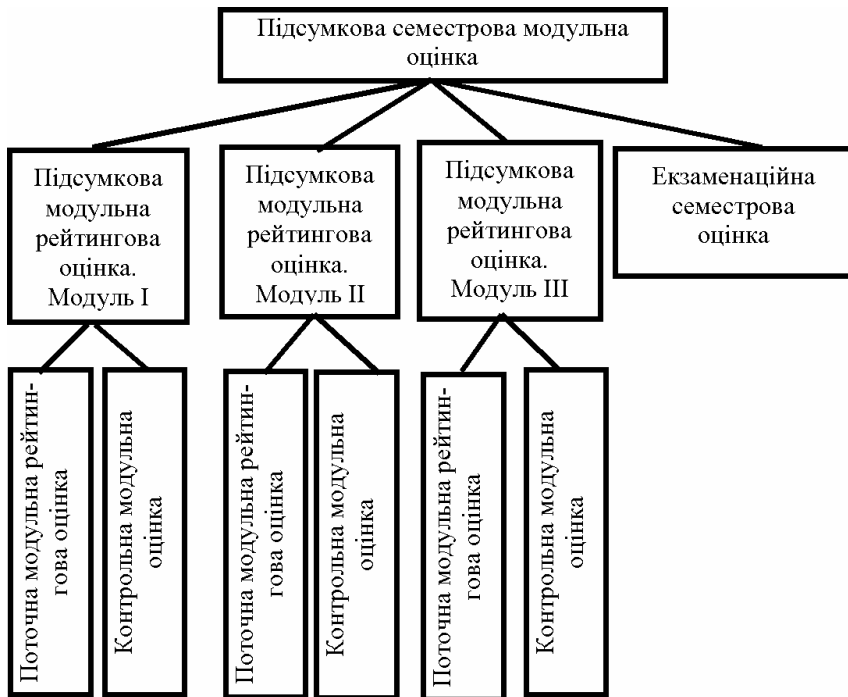 Підсумкова семестрова модульна
оцінка
Підсумкова
модульна
рейтингова
оцінка.
Модуль І
Підсумкова
модульна
рейтингова
оцінка.
Модуль ІІ
Підсумкова
модульна
рейтингова
оцінка.
Модуль ІІІ
Екзаменаційна
семестрова
оцінка
Поточна модульна рейтин-
гова оцінка
Контрольна модульна
оцінка
Поточна модульна рейтин-
гова оцінка
Контрольна модульна
оцінка
Поточна модульна рейтин-
гова оцінка
Контрольна модульна
оцінка